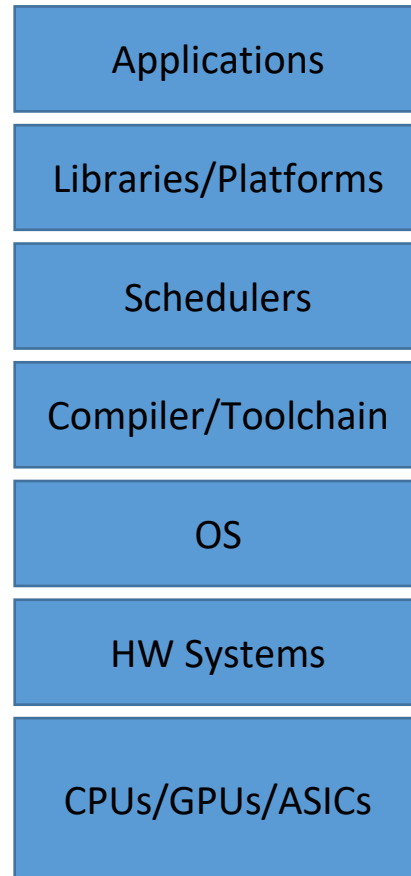 Applications
Libraries/Platforms
Schedulers
Compiler/Toolchain
OS
HW Systems
CPUs/GPUs/ASICs